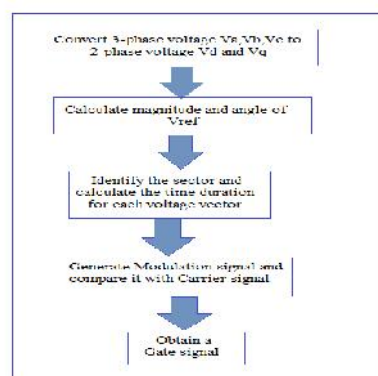 Convert 3-phase voltage Va,Vb,Vc to
2-phase voltage Vd and Vq
Calculate magnitude and angle of
Vref
Identify the sector and
calculate the time duration
for each voltage vector
Generate Modulation signal and
compare it with Carrier signal
Obtain a
Gate signal